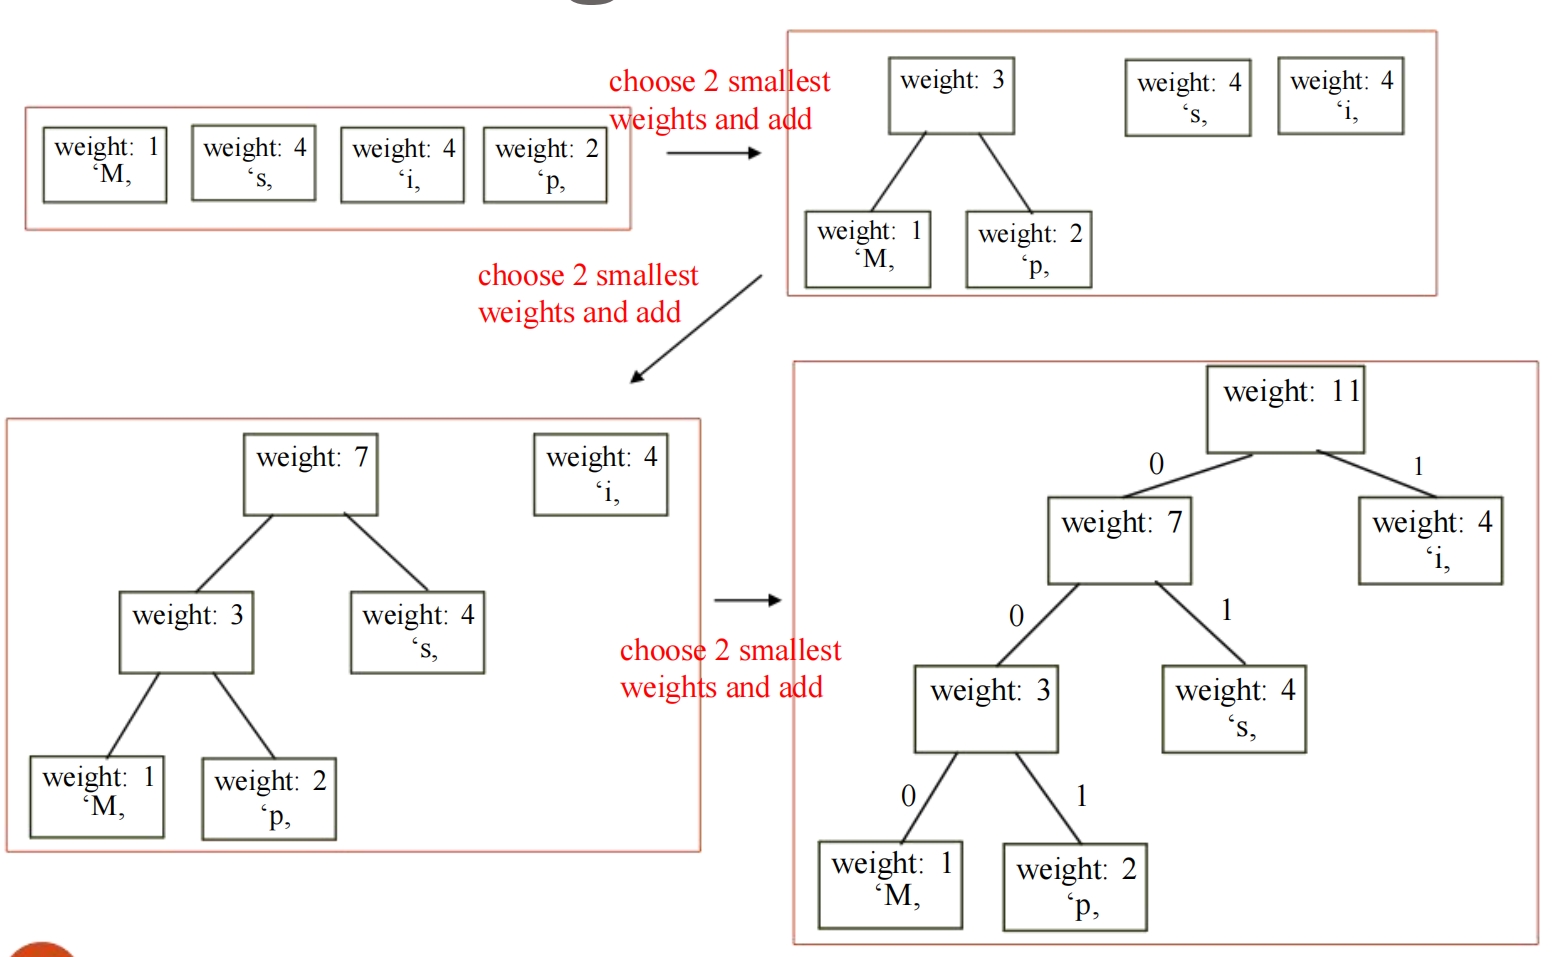 weight: 1
‘M,
weight: 4
‘s,
weight: 4
‘i,
weight: 2
‘p,
choose 2 smallest
weights and add
weight: 3
weight: 4
‘s,
weight: 4
‘i,
weight: 1
‘M,
weight: 2
‘p,
choose 2 smallest
weights and add
weight: 7
weight: 4
‘i,
weight: 3
weight: 4
‘s,
weight: 1
‘M,
weight: 2
‘p,
choose 2 smallest
weights and add
weight: 11
0
1
weight: 7
weight: 4
‘i,
0
1
weight: 3
weight: 4
‘s,
0
1
weight: 1
‘M,
weight: 2
‘p,